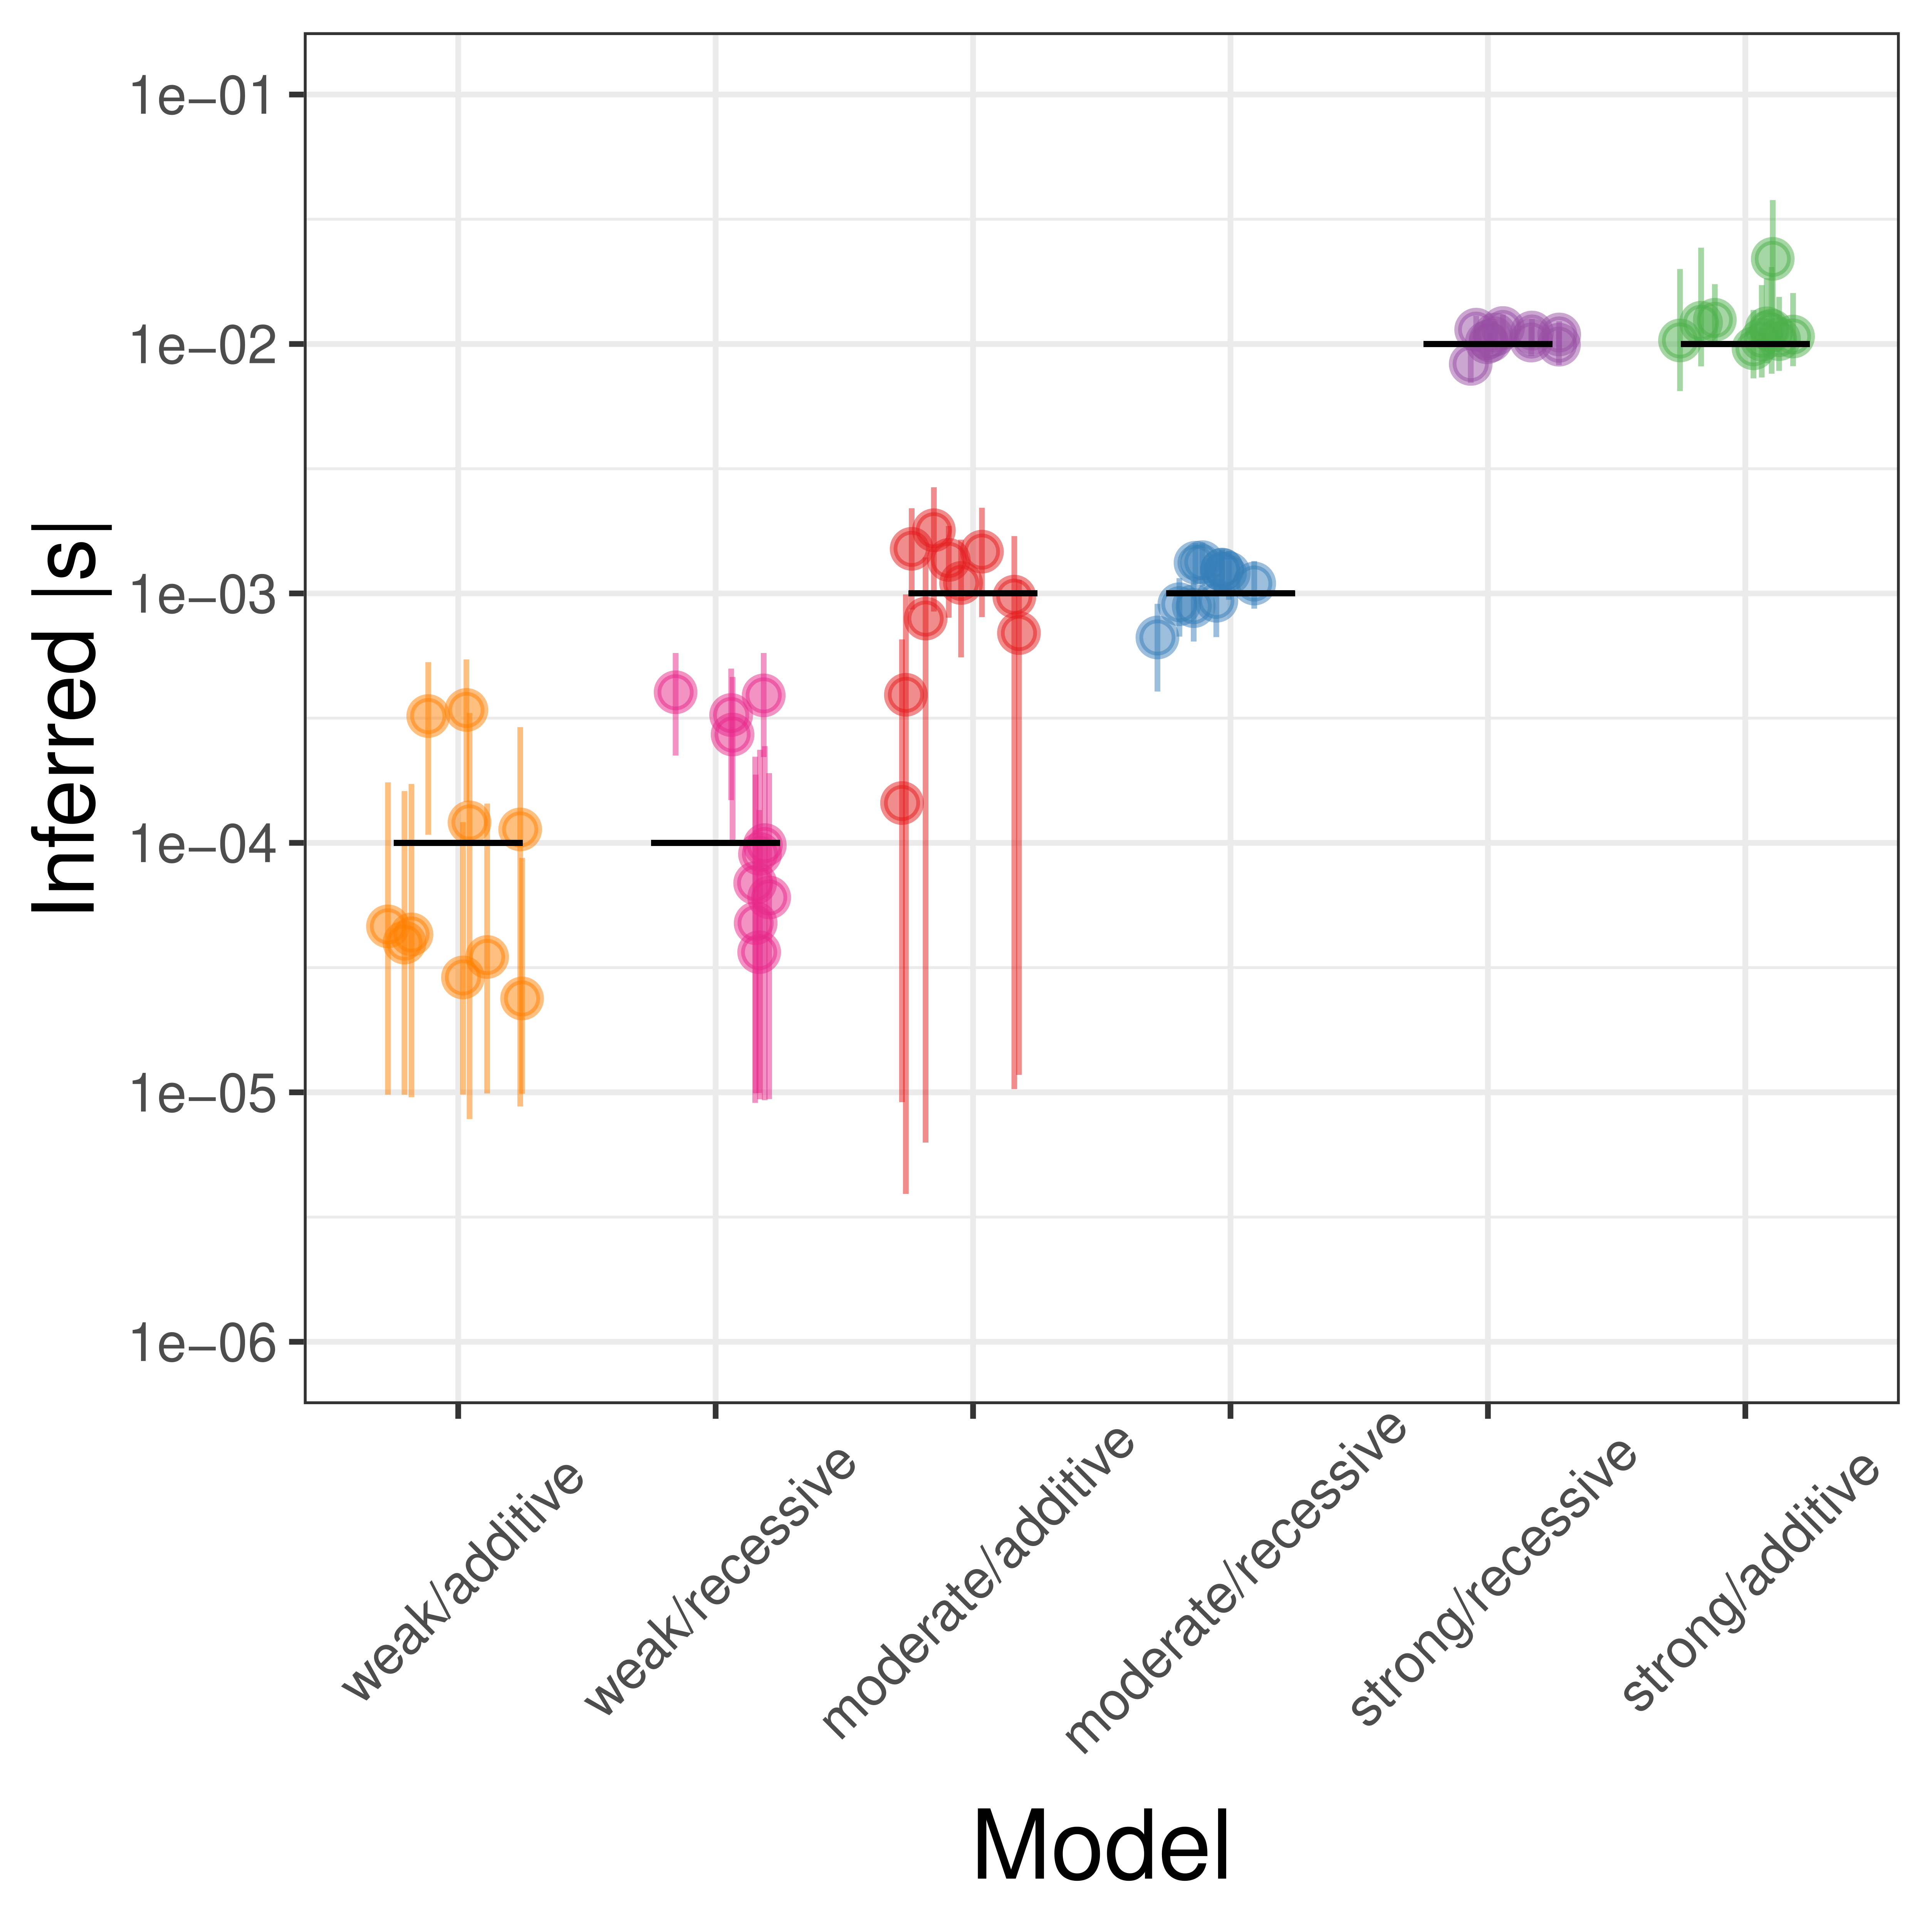 Inferred |s|
1e−01
1e−02
1e−03
1e−04
1e−05
1e−06
weak/additive
weak/recessive
moderate/additive
moderate/recessive
strong/recessive
strong/additive
Model